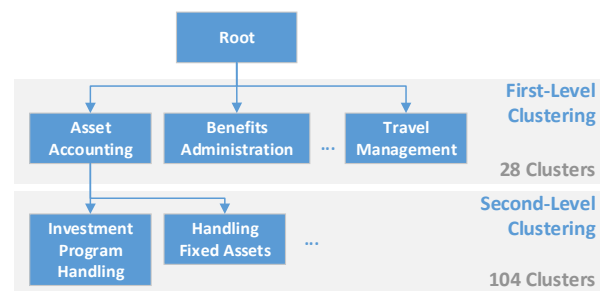 Root
First-Level
Clustering
Asset
Accounting
Benefits
Administration
...
Travel
Management
28 Clusters
Second-Level
Clustering
Investment
Program
Handling
Handling
Fixed Assets
...
104 Clusters